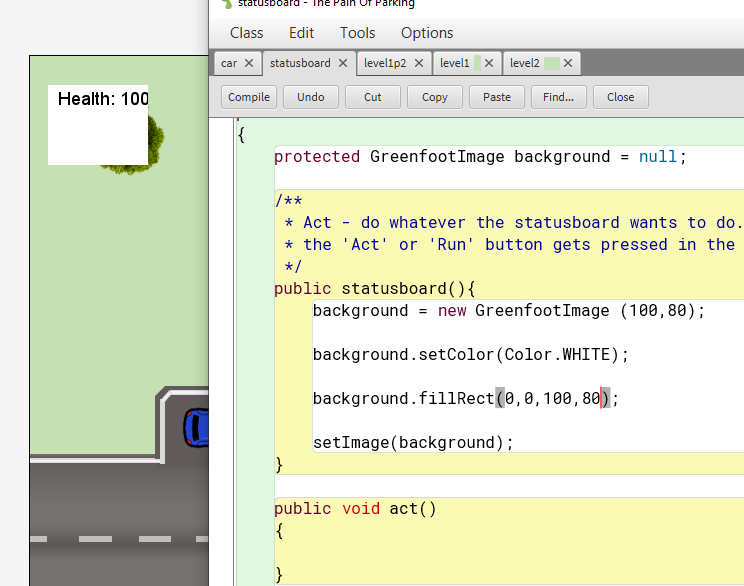 statusboard - The Pain Of Parking
Class Edit Tools Options
car × statusboard × level1p2 × level1 × level2 ×
Compile Undo Cut Copy Paste Find... Close
Health: 100
{
protected GreenfootImage background = null;
/**
* Act - do whatever the statusboard wants to do.
* the 'Act' or 'Run' button gets pressed in the
*/
public statusboard(){
background = new GreenfootImage (100,80);
background.setColor(Color.WHITE);
background.fillRect(0,0,100,80);
setImage(background);
}
public void act()
{
}